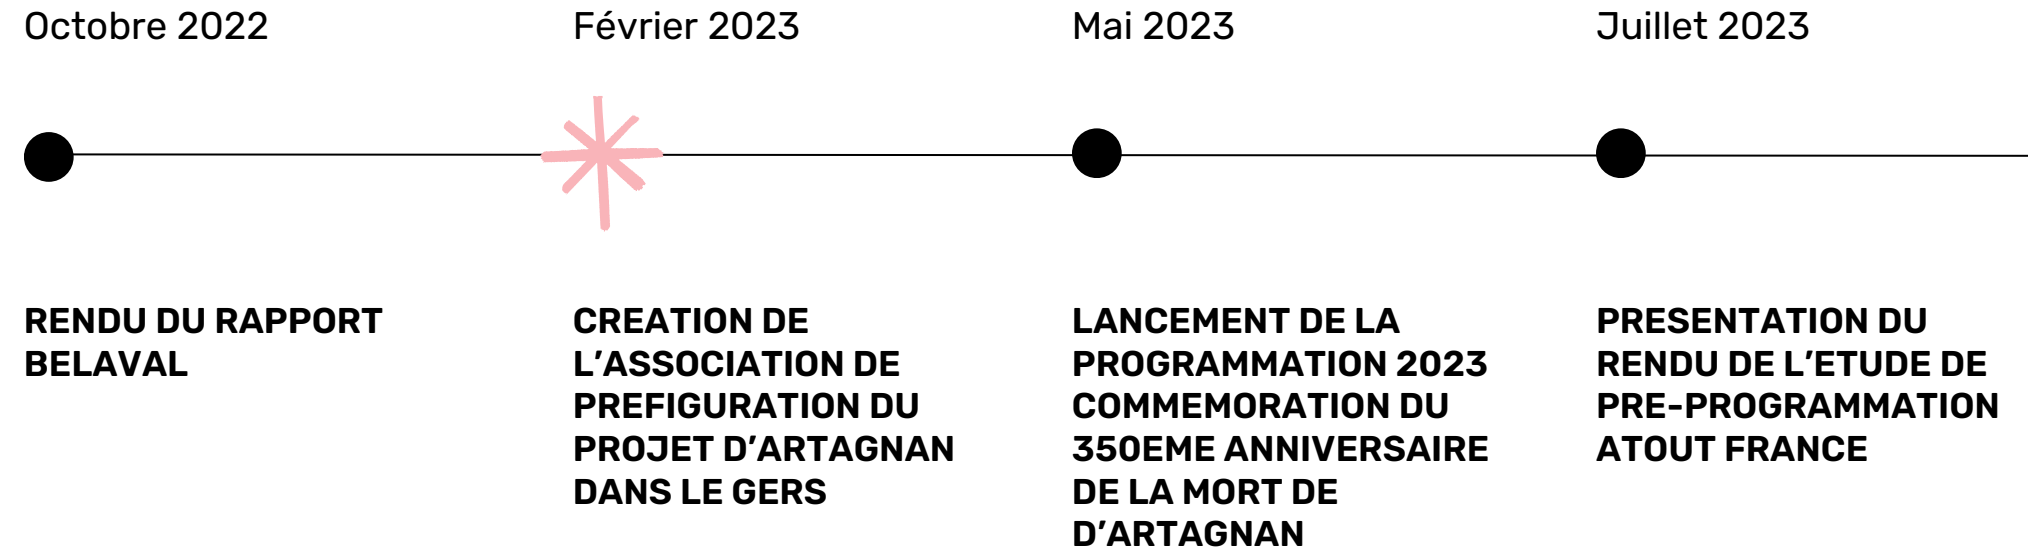 Octobre 2022
Février 2023
Mai 2023
Juillet 2023
RENDU DU RAPPORT
BELAVAL
CREATION DE
L'ASSOCIATION DE
PREFIGURATION DU
PROJET D'ARTAGNAN
DANS LE GERS
LANCEMENT DE LA
PROGRAMMATION 2023
COMMEMORATION DU
350EME ANNIVERSAIRE
DE LA MORT DE
D'ARTAGNAN
PRESENTATION DU
RENDU DE L'ETUDE DE
PRE-PROGRAMMATION
ATOUT FRANCE